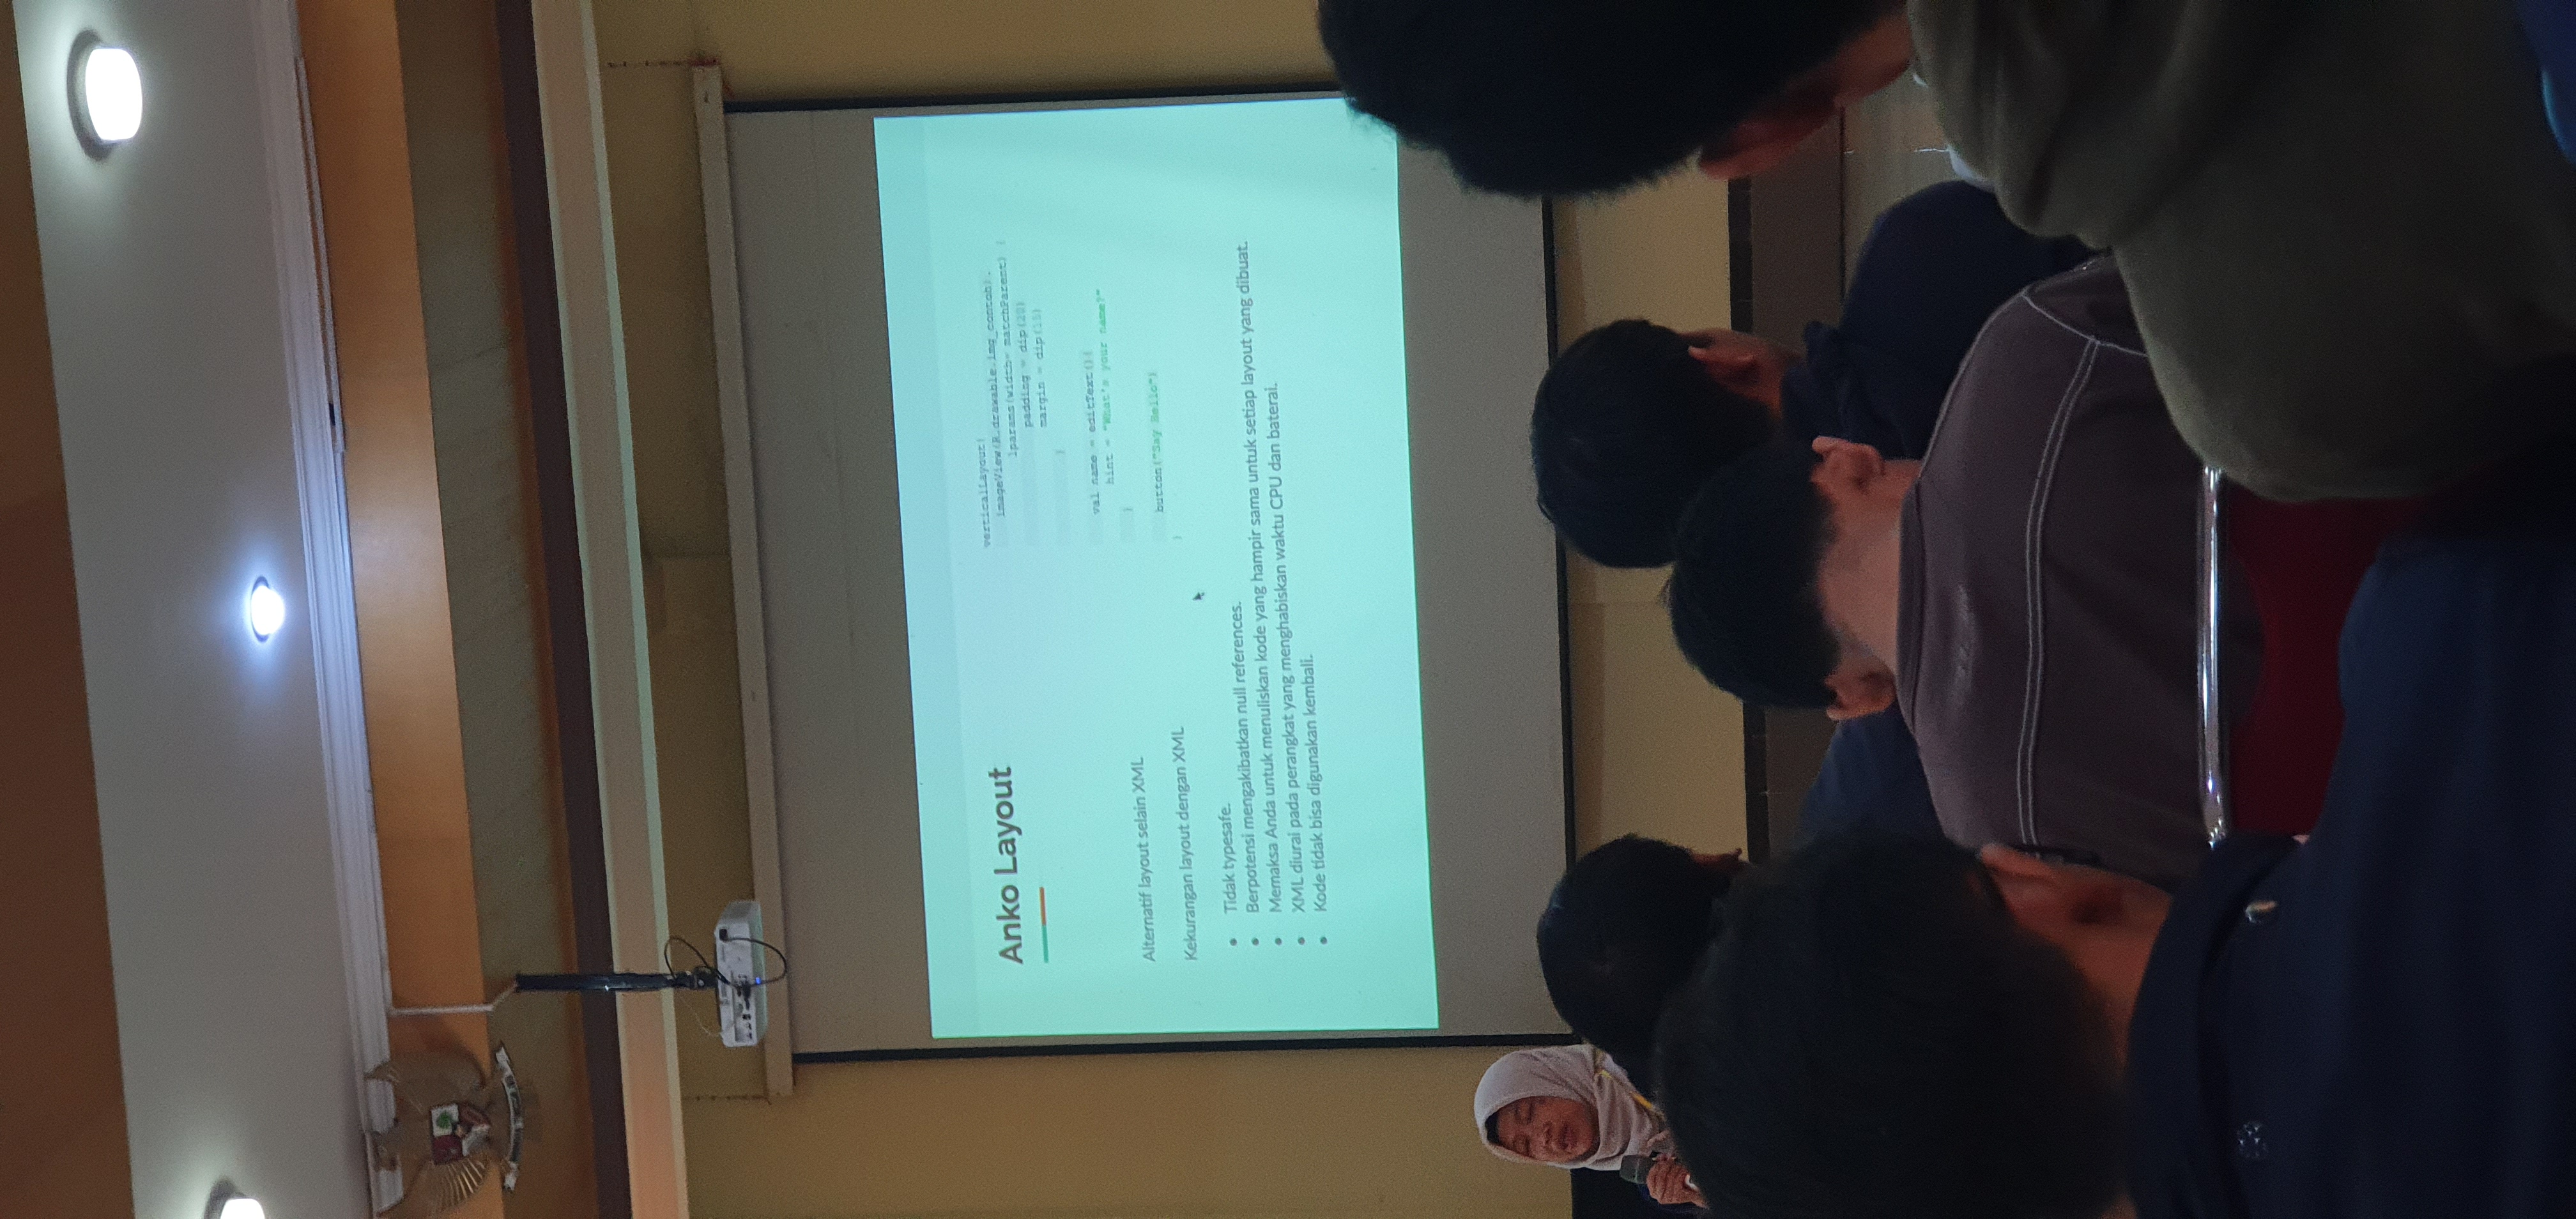 Anko Layout
Alternatif layout selain XML
Kekurangan layout dengan XML
● Tidak typesafe.
● Berpotensi mengakibatkan null references.
● Memaksa Anda untuk menuliskan kode yang hampir sama untuk setiap layout yang dibuat.
● XML diurai pada perangkat yang menghabiskan waktu CPU dan baterai.
● Kode tidak bisa digunakan kembali.
verticalLayout{
imageView(R.drawable.img_contoh).
lparams(width= matchParent) {
padding = dip(20)
margin = dip(15)
}
val name = editText(){
hint = "What's your name?"
}
button("Say Hello")
}